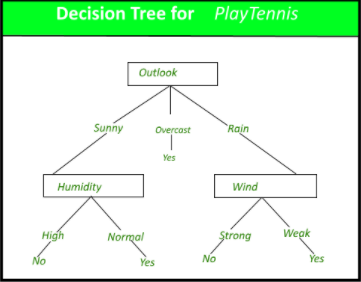 Decision Tree for PlayTennis
Outlook
Sunny Overcast Rain
Yes
Humidity Wind
High Normal Strong Weak
No Yes No Yes